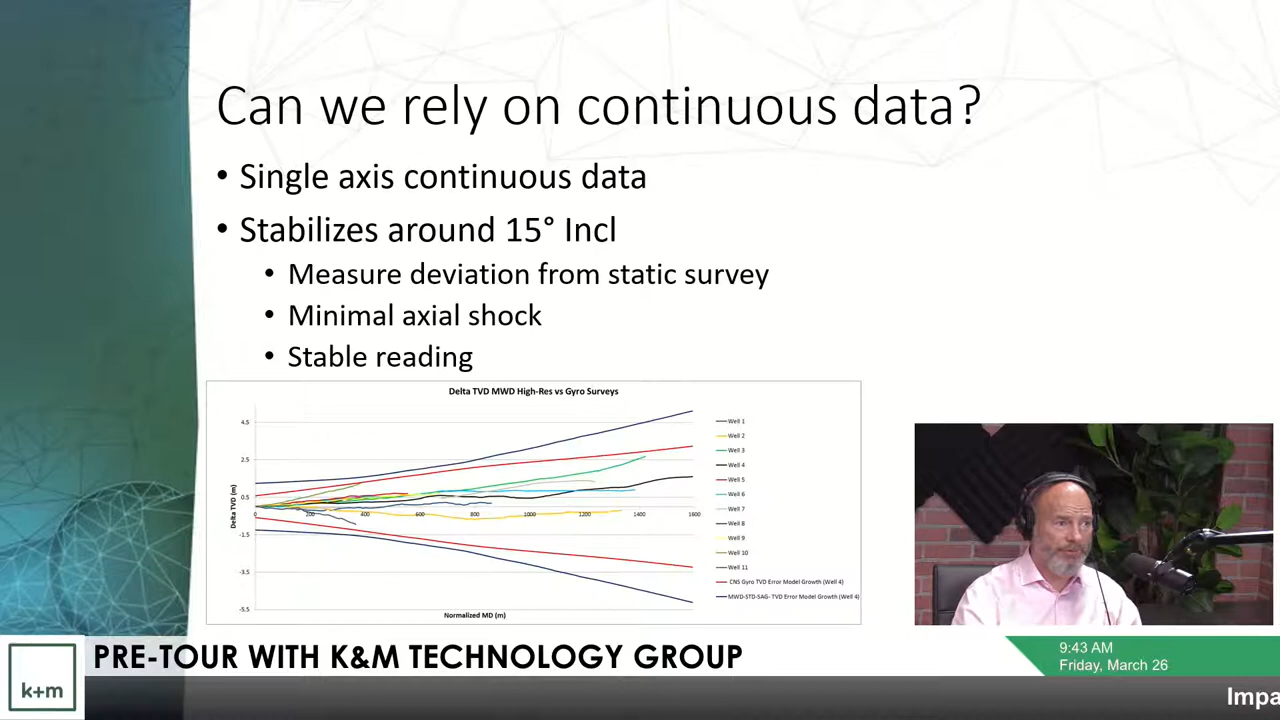 Can we rely on continuous data?
• Single axis continuous data
• Stabilizes around 15° Incl
• Measure deviation from static survey
• Minimal axial shock
• Stable reading
Delta TVD MWD High-Res vs Gyro Surveys
Delta TVD (m)
4.5
2.5
0.5
-1.5
-3.5
-5.5
0
400
600
800
1000
1200
1400
1600
Normalized MD (m)
Well 1
Well 2
Well 3
Well 4
Well 5
Well 6
Well 7
Well 8
Well 9
Well 10
Well 11
CNS Gyro TVD Error Model Growth (Well 4)
MWD-STD-SAG- TVD Error Model Growth (Well 4)
k+m
PRE-TOUR WITH K&M TECHNOLOGY GROUP
9:43 AM
Friday, March 26